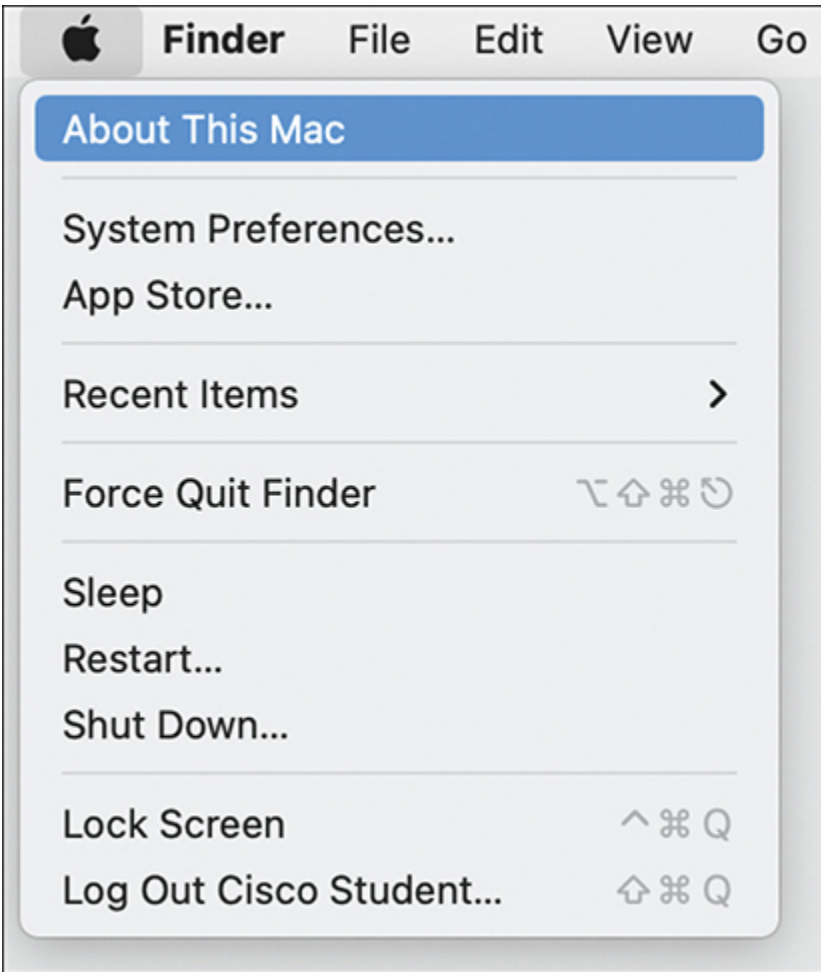 Finder File Edit View Go
About This Mac
System Preferences...
App Store...
Recent Items
Force Quit Finder ⌥⇧⌘⎋
Sleep
Restart...
Shut Down...
Lock Screen ^⌘Q
Log Out Cisco Student... ⇧⌘Q